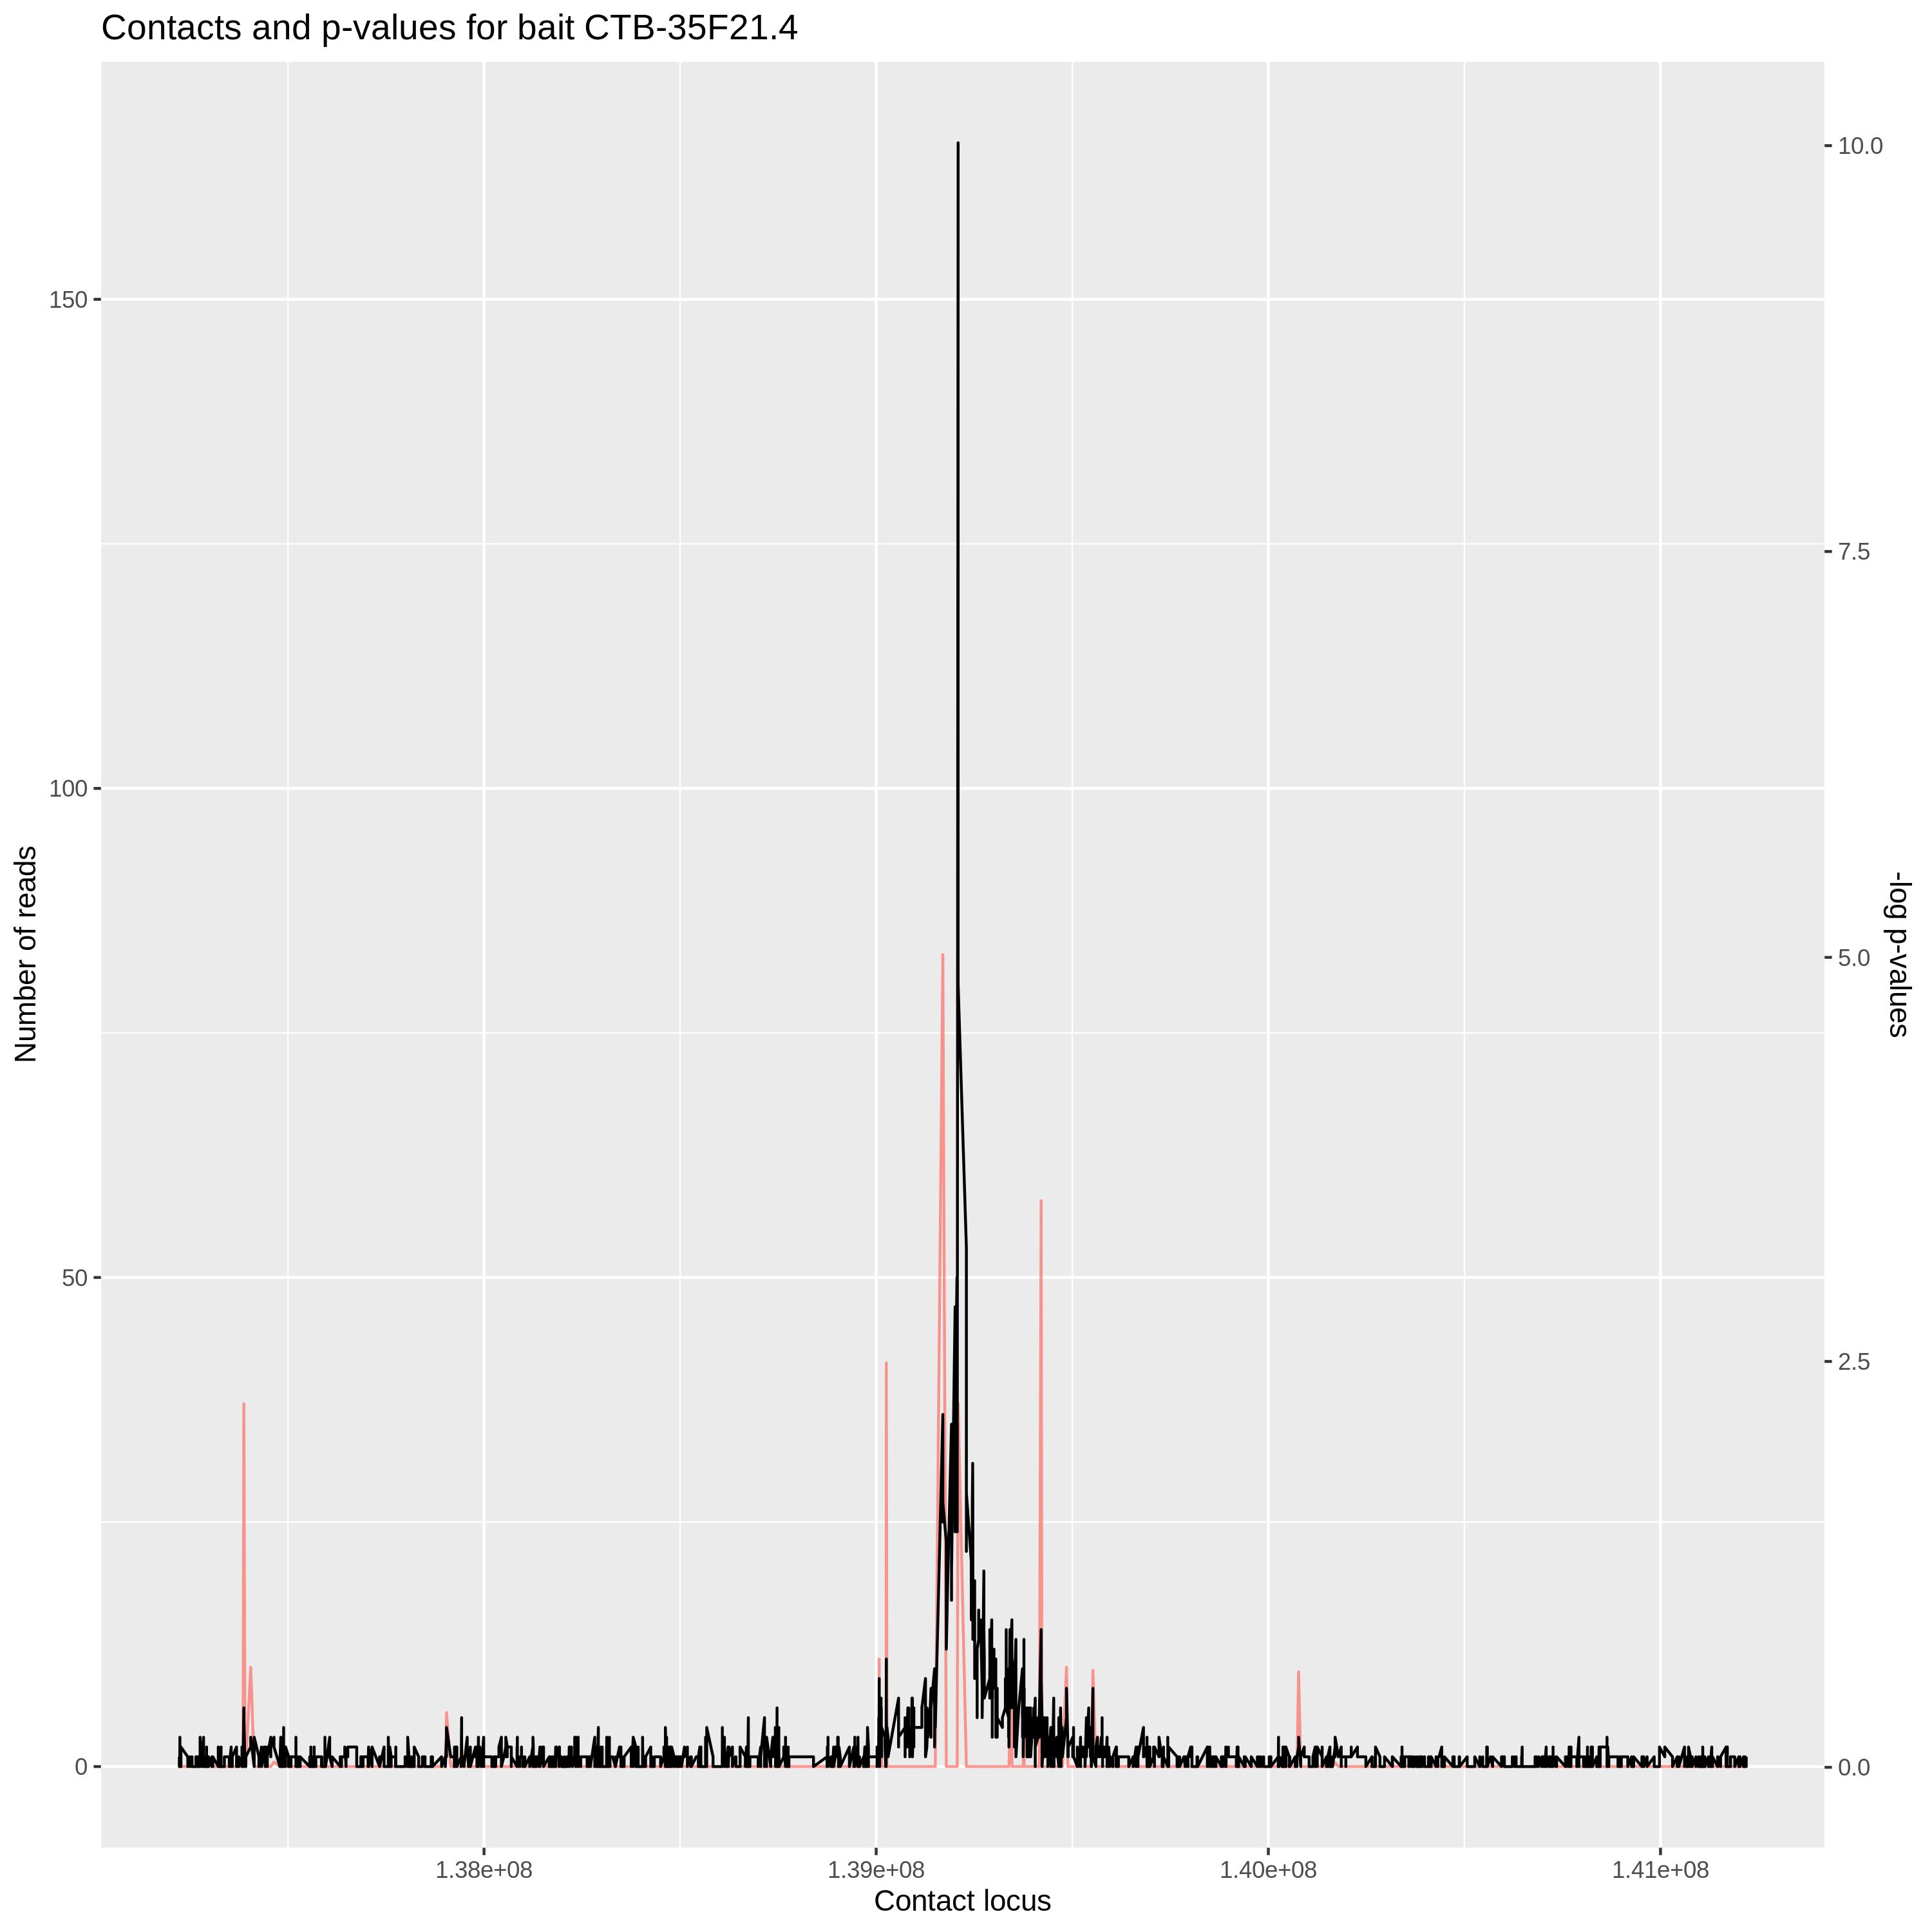 Contacts and p-values for bait CTB-35F21.4
Number of reads
150
100
50
0
10.0
7.5
5.0
2.5
0.0
-log p-values
1.38e+08
1.39e+08
1.40e+08
1.41e+08
Contact locus